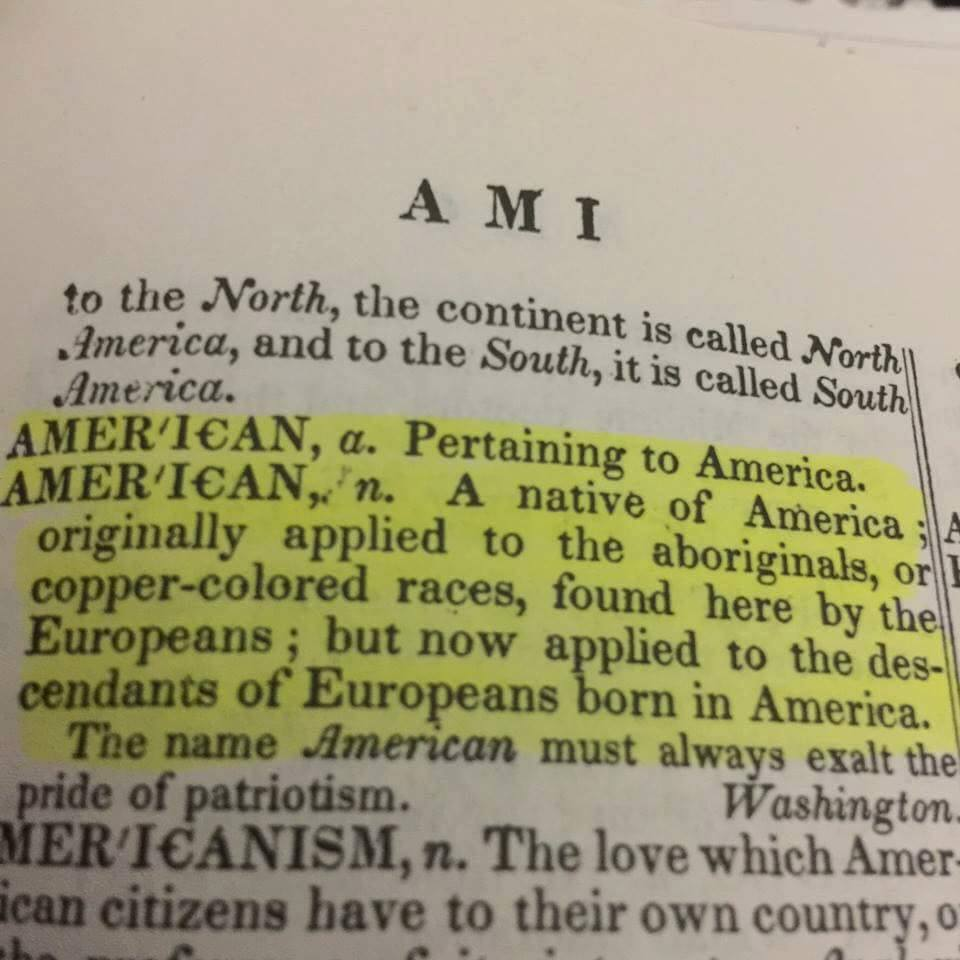 A M I
to the North, the continent is called North
America, and to the South, it is called South
America.
AMER'I€AN, a. Pertaining to America.
AMER'I€AN, n. A native of America;
originally applied to the aboriginals, or
copper-colored races, found here by the
Europeans; but now applied to the des-
cendants of Europeans born in America.
The name American must always exalt the
pride of patriotism. Washington.
MER'I€ANISM, n. The love which Amer-
ican citizens have to their own country, o